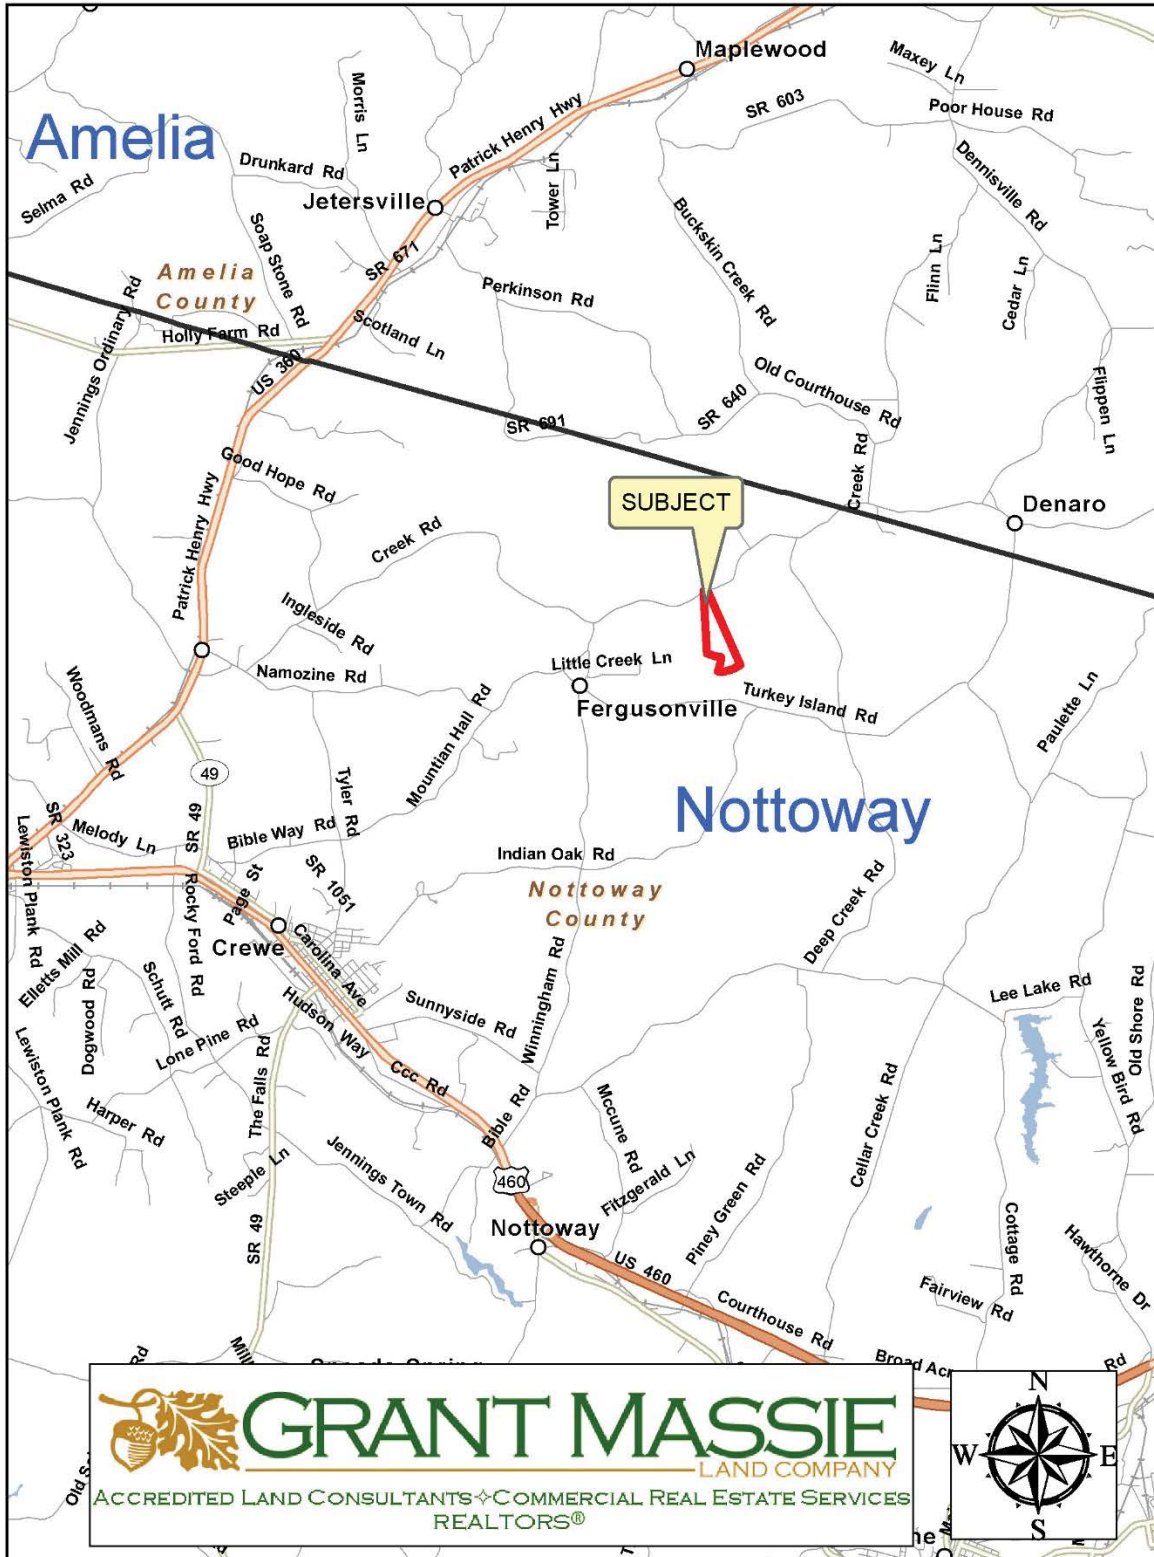 Maplewood
Maxey Ln
SR 603
Poor House Rd
Amelia
Morris Ln
Patrick Henry Hwy
Drunkard Rd
Tower Ln
Dennisville Rd
Selma Rd
Jetersville
Buckskin Creek Rd
Soap Stone Rd
SR 671
Flinn Ln
Cedar Ln
Amelia
County
Perkinson Rd
Jennings Ordinary Rd
Holly Farm Rd
Scotland Ln
US 360
Old Courthouse Rd
Flippen Ln
SR 640
SR 691
Good Hope Rd
Creek Rd
SUBJECT
Denaro
Patrick Henry Hwy
Creek Rd
Ingleside Rd
Namozine Rd
Little Creek Ln
Fergusonville
Turkey Island Rd
Paulette Ln
Woodmans Rd
Mountian Hall Rd
49
Tyler Rd
Nottoway
SR 323
Lewiston Plank Rd
Melody Ln
SR 49
Bible Way Rd
Page St
SR 1051
Indian Oak Rd
Nottoway
County
Rocky Ford Rd
Deep Creek Rd
Crewe
Carolina Ave
Elletts Mill Rd
Dogwood Rd
Schutt Rd
Winningham Rd
Lee Lake Rd
Old Shore Rd
Yellow Bird Rd
Sunnyside Rd
Hudson Way
Lone Pine Rd
Lewiston Plank Rd
The Falls Rd
Ccc Rd
Cellar Creek Rd
Harper Rd
Bible Rd
Mccune Rd
Jennings Town Rd
Steeple Ln
Fitzgerald Ln
Piney Green Rd
460
Nottoway
SR 49
US 460
Cottage Rd
Hawthorne Dr
Fairview Rd
Courthouse Rd
Rd
Broad Acr
Rd
GRANT MASSIE
LAND COMPANY
ACCREDITED LAND CONSULTANTS✧COMMERCIAL REAL ESTATE SERVICES
REALTORS®
N
W E
S